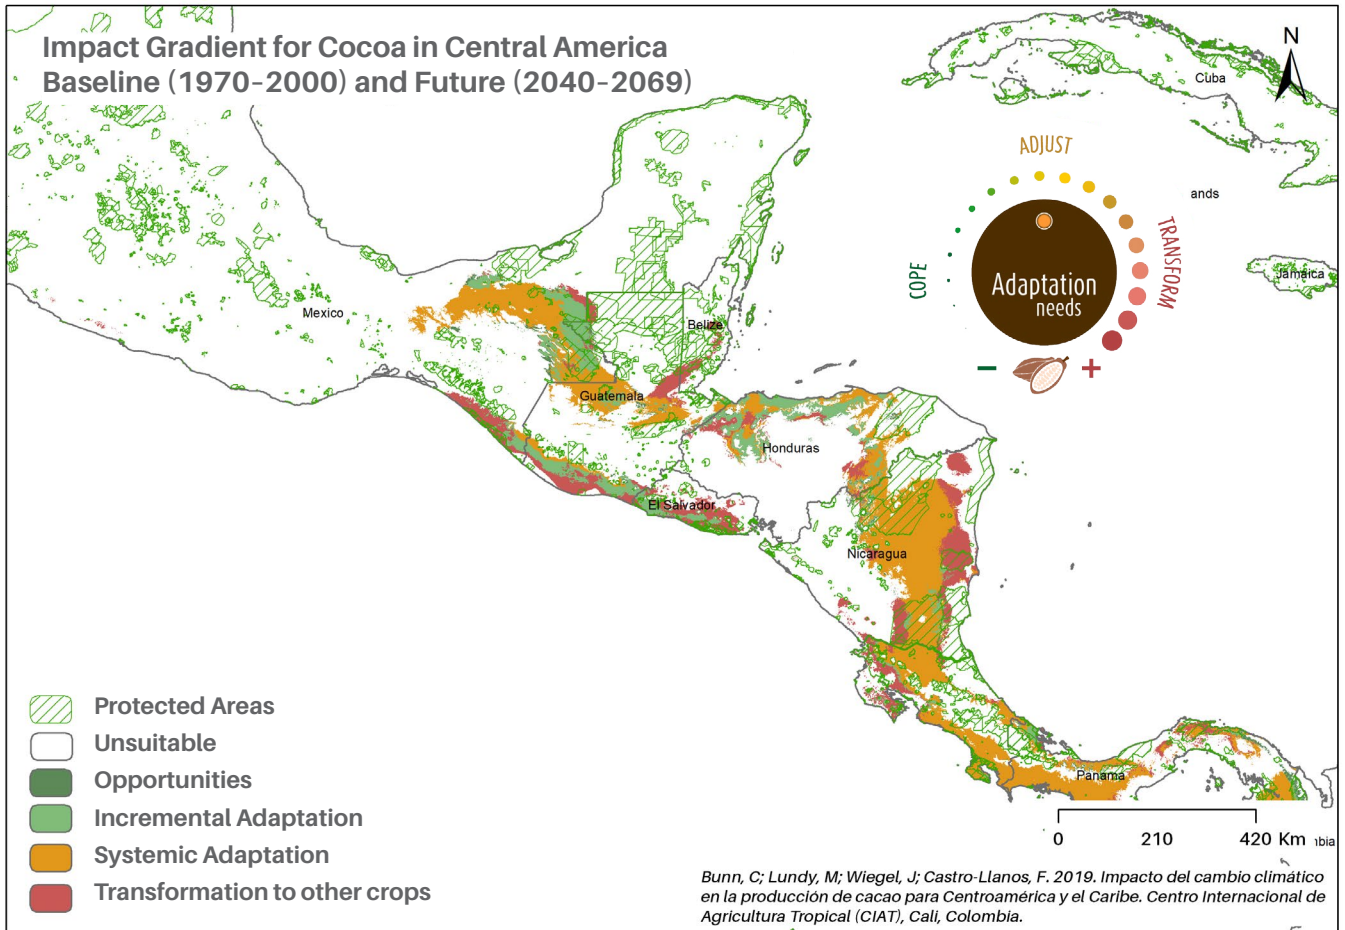 Impact Gradient for Cocoa in Central America
Baseline (1970-2000) and Future (2040-2069)
N
Cuba
ADJUST
ands
TRANSFORM
COPE
Adaptation
needs
Jamaica
Mexico
Belize
− +
Guatemala
Honduras
El Salvador
Nicaragua
Panama
Protected Areas
Unsuitable
Opportunities
Incremental Adaptation
Systemic Adaptation
Transformation to other crops
0 210 420 Km
nbia
Bunn, C; Lundy, M; Wiegel, J; Castro-Llanos, F. 2019. Impacto del cambio climático
en la producción de cacao para Centroamérica y el Caribe. Centro Internacional de
Agricultura Tropical (CIAT), Cali, Colombia.